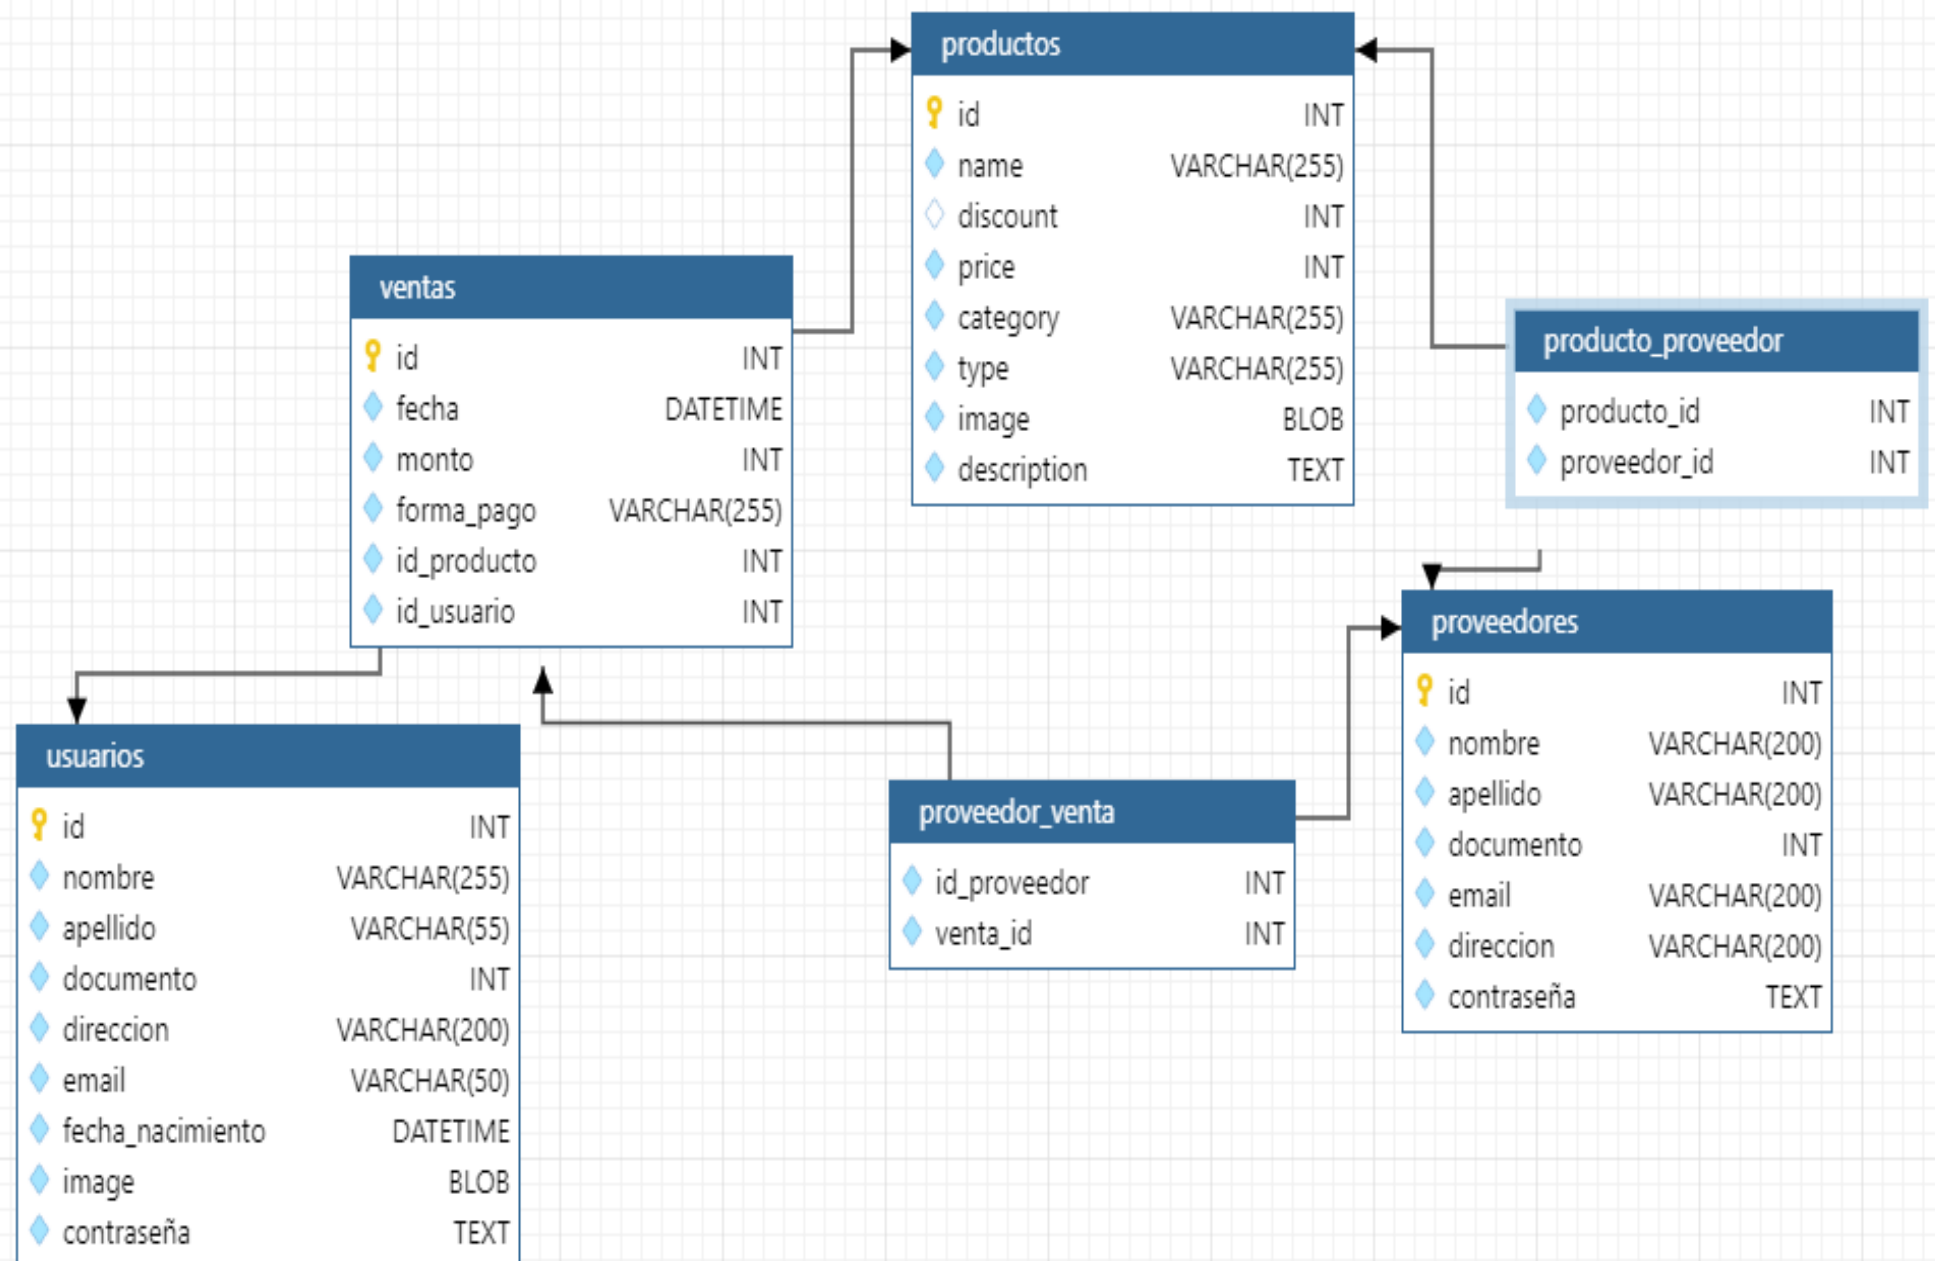 productos
id INT
name VARCHAR(255)
discount INT
price INT
category VARCHAR(255)
type VARCHAR(255)
image BLOB
description TEXT
ventas
id INT
fecha DATETIME
monto INT
forma_pago VARCHAR(255)
id_producto INT
id_usuario INT
producto_proveedor
producto_id INT
proveedor_id INT
proveedores
id INT
nombre VARCHAR(200)
apellido VARCHAR(200)
documento INT
email VARCHAR(200)
direccion VARCHAR(200)
contraseña TEXT
usuarios
id INT
nombre VARCHAR(255)
apellido VARCHAR(55)
documento INT
direccion VARCHAR(200)
email VARCHAR(50)
fecha_nacimiento DATETIME
image BLOB
contraseña TEXT
proveedor_venta
id_proveedor INT
venta_id INT